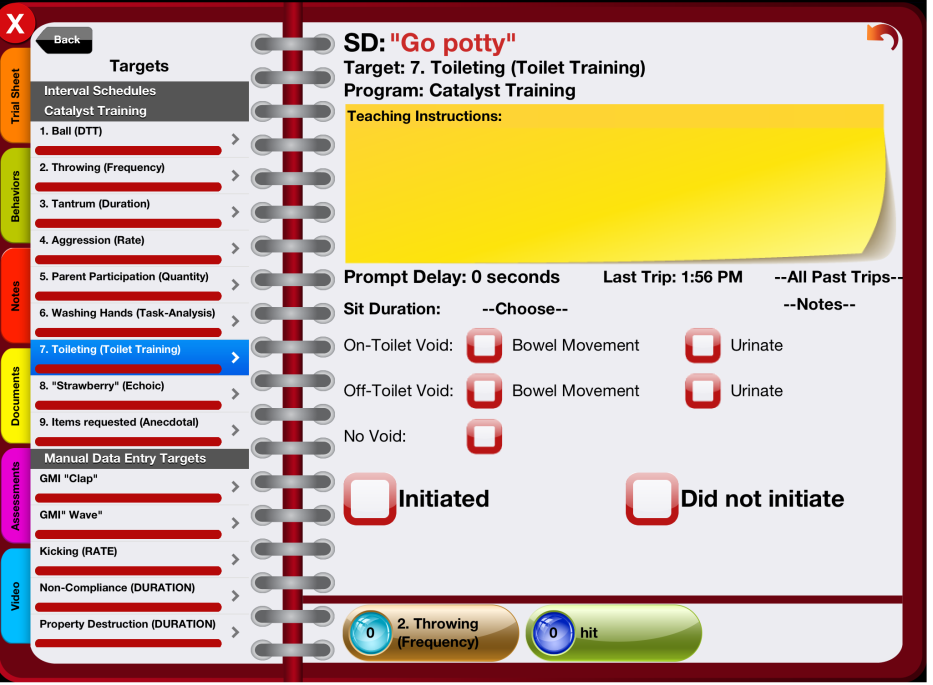 X
Back
Targets
Trial Sheet
Behaviors
Notes
Documents
Assessments
Video
Interval Schedules
Catalyst Training
1. Ball (DTT)
2. Throwing (Frequency)
3. Tantrum (Duration)
4. Aggression (Rate)
5. Parent Participation (Quantity)
6. Washing Hands (Task-Analysis)
7. Toileting (Toilet Training)
8. "Strawberry" (Echoic)
9. Items requested (Anecdotal)
Manual Data Entry Targets
GMI "Clap"
GMI" Wave"
Kicking (RATE)
Non-Compliance (DURATION)
Property Destruction (DURATION)
SD: "Go potty"
Target: 7. Toileting (Toilet Training)
Program: Catalyst Training
Teaching Instructions:
Prompt Delay: 0 seconds Last Trip: 1:56 PM --All Past Trips--
Sit Duration: --Choose-- --Notes--
On-Toilet Void: Bowel Movement Urinate
Off-Toilet Void: Bowel Movement Urinate
No Void:
Initiated Did not initiate
0 2. Throwing
(Frequency)
0 hit